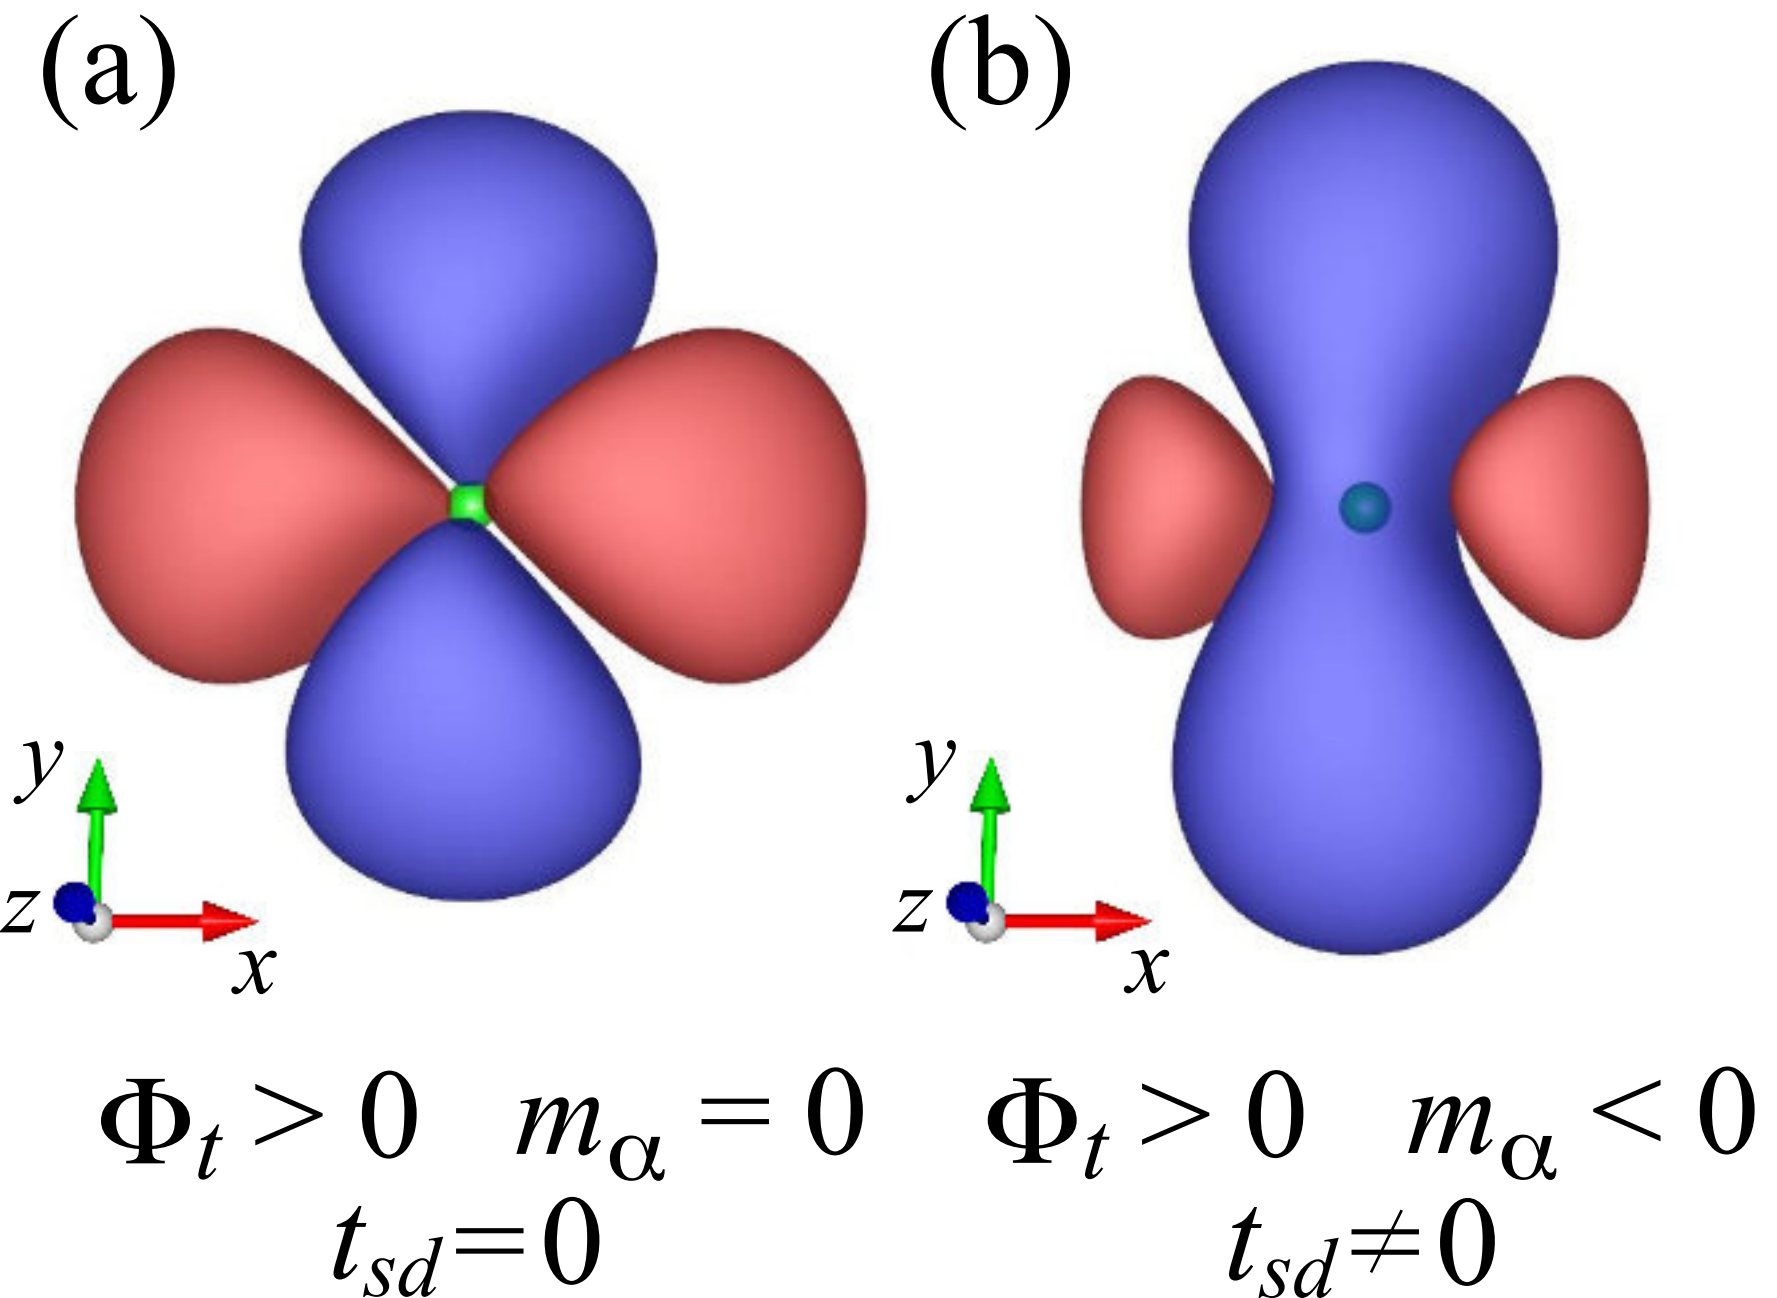 (a) (b)
y y
z z
x x
Φt > 0 mα = 0 Φt > 0 mα < 0
tsd=0 tsd≠0